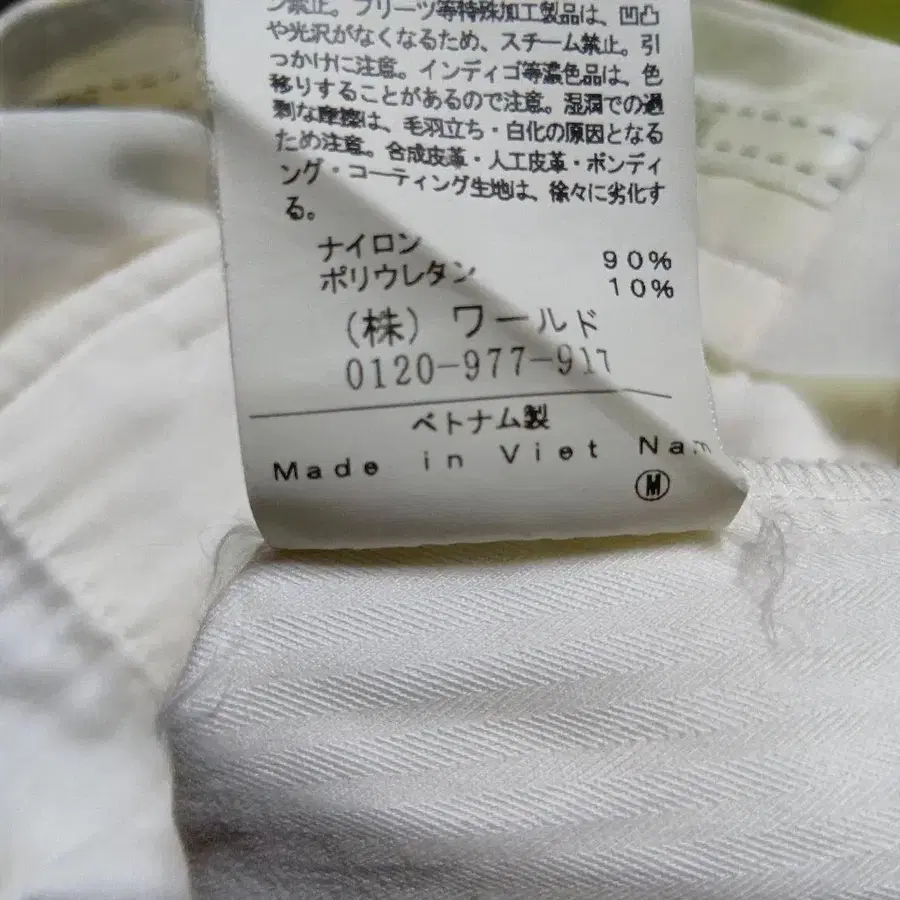 ン禁止。プリーツ等特殊加工製品は、凹凸
や光沢がなくなるため、スチーム禁止。引
っかけに注意。インディゴ等濃色品は、色
移りすることがあるので注意。湿潤での過
剰な摩擦は、毛羽立ち・白化の原因となる
ため注意。合成皮革・人工皮革・ボンディ
ング・コーティング生地は、徐々に劣化す
る。
ナイロン 90%
ポリウレタン 10%
(株) ワールド
0120-977-917
ベトナム製
Made in Viet Nam
M